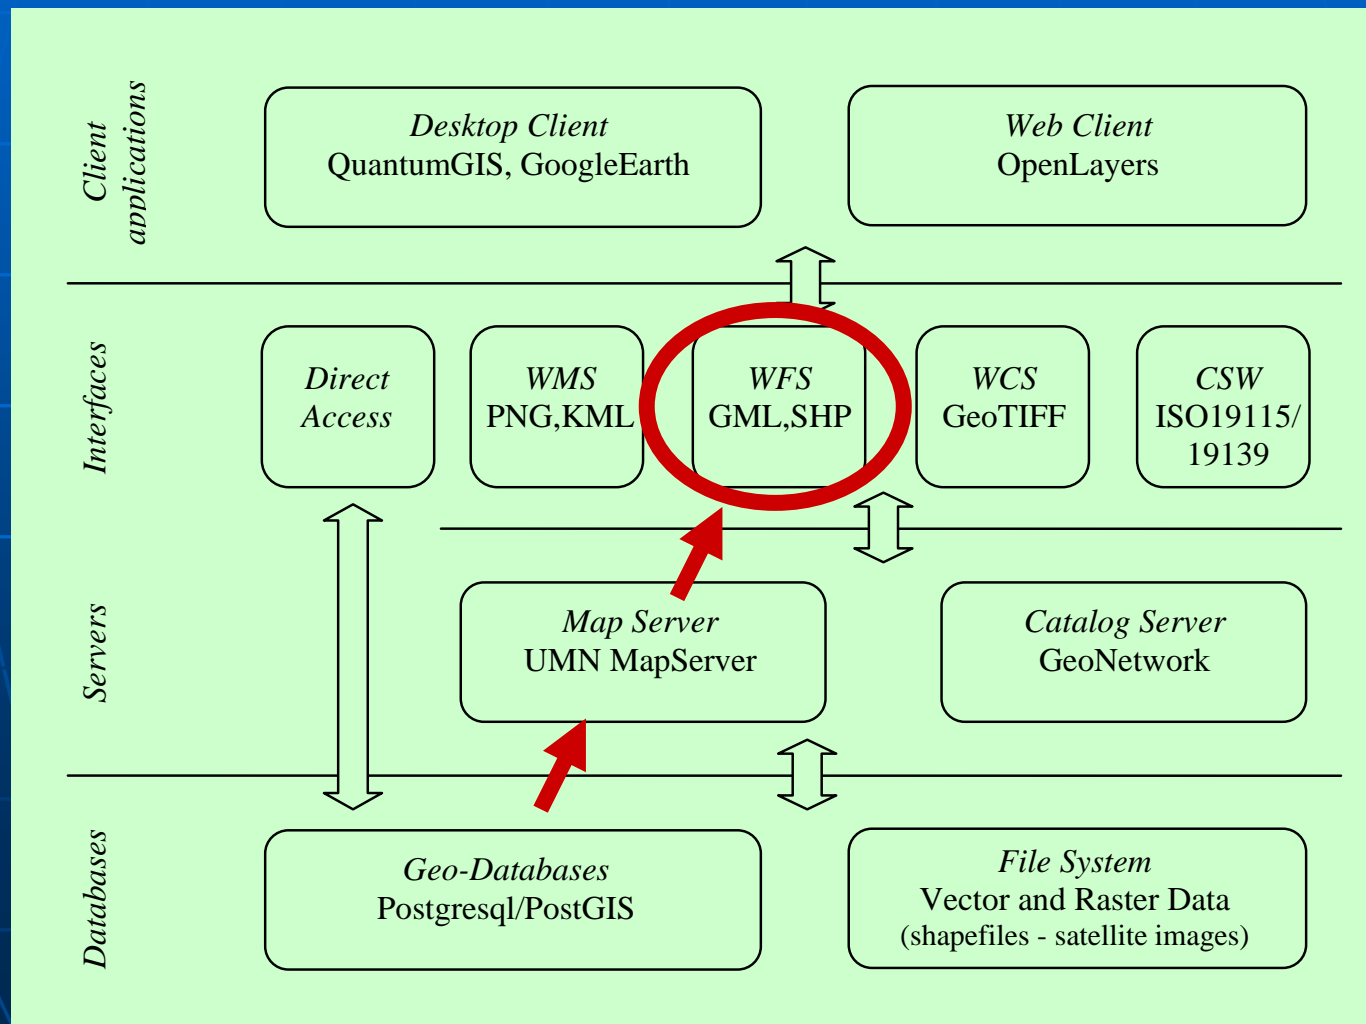 Client
applications
Desktop Client
QuantumGIS, GoogleEarth
Web Client
OpenLayers
Interfaces
Direct
Access
WMS
PNG,KML
WFS
GML,SHP
WCS
GeoTIFF
CSW
ISO19115/
19139
Servers
Map Server
UMN MapServer
Catalog Server
GeoNetwork
Databases
Geo-Databases
Postgresql/PostGIS
File System
Vector and Raster Data
(shapefiles - satellite images)